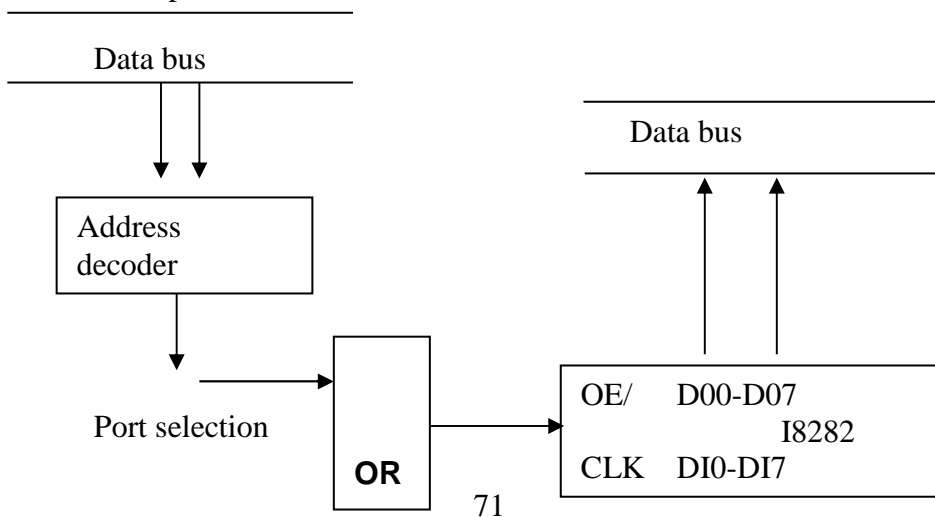 Data bus
Data bus
Address
decoder
OE/ D00-D07
I8282
Port selection
CLK DI0-DI7
OR
71